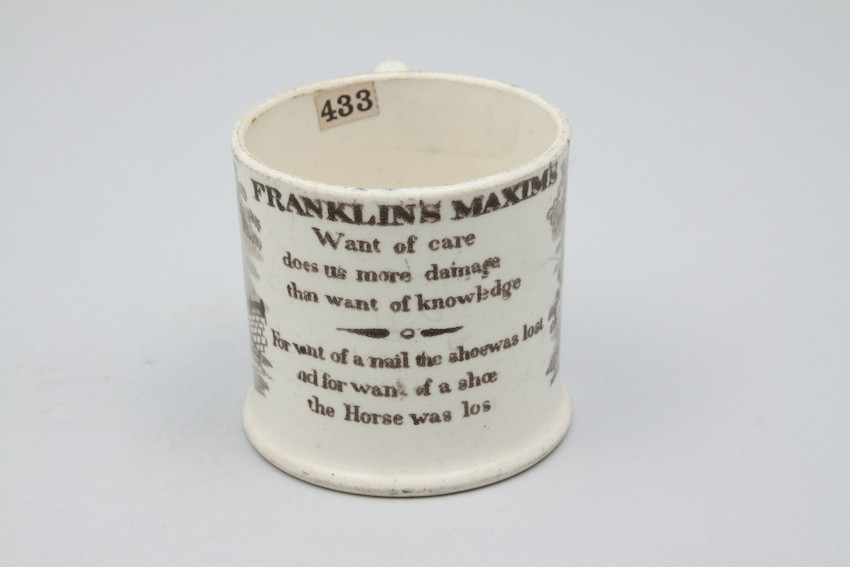 433
FRANKLIN'S MAXIM'S
Want of care
does us more damage
than want of knowledge
For want of a nail the shoe was lost
nd for want of a shoe
the Horse was los